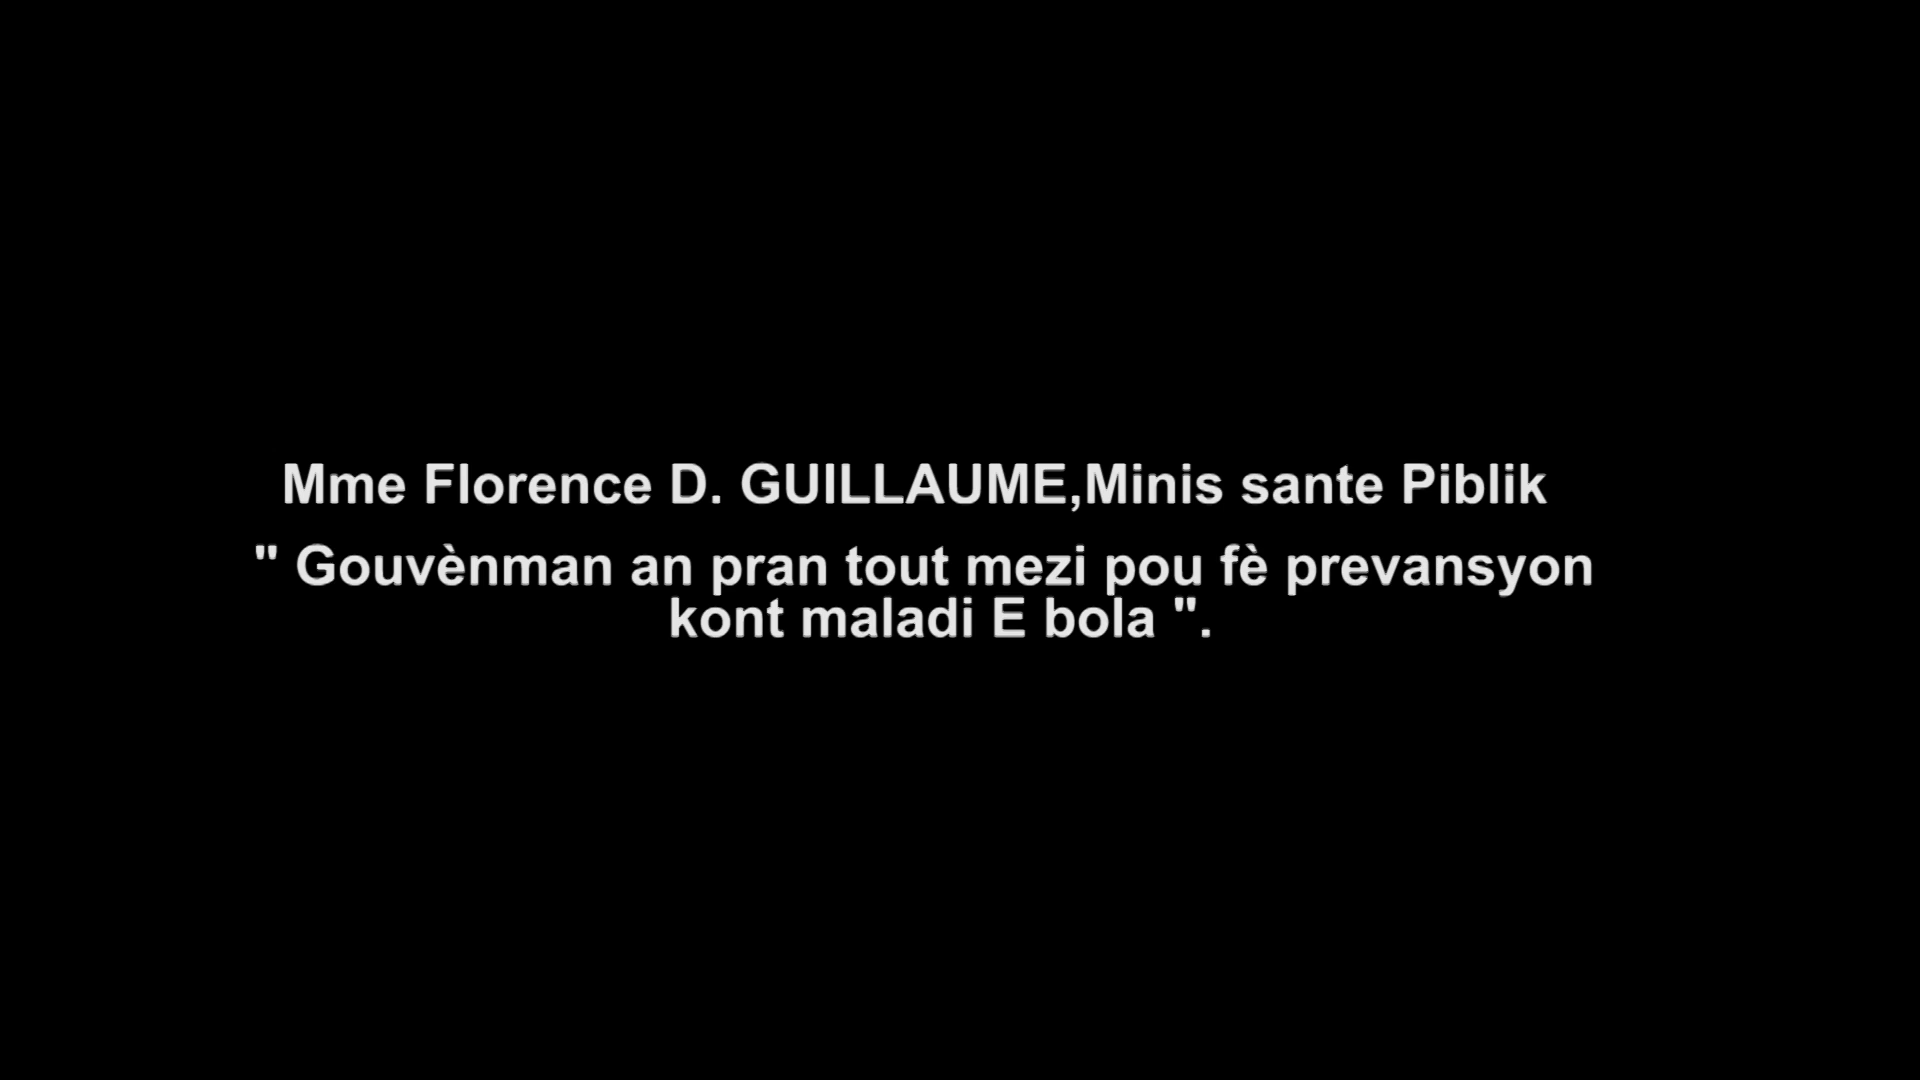 Mme Florence D. GUILLAUME,Minis sante Piblik
" Gouvènman an pran tout mezi pou fè prevansyon
kont maladi E bola ".